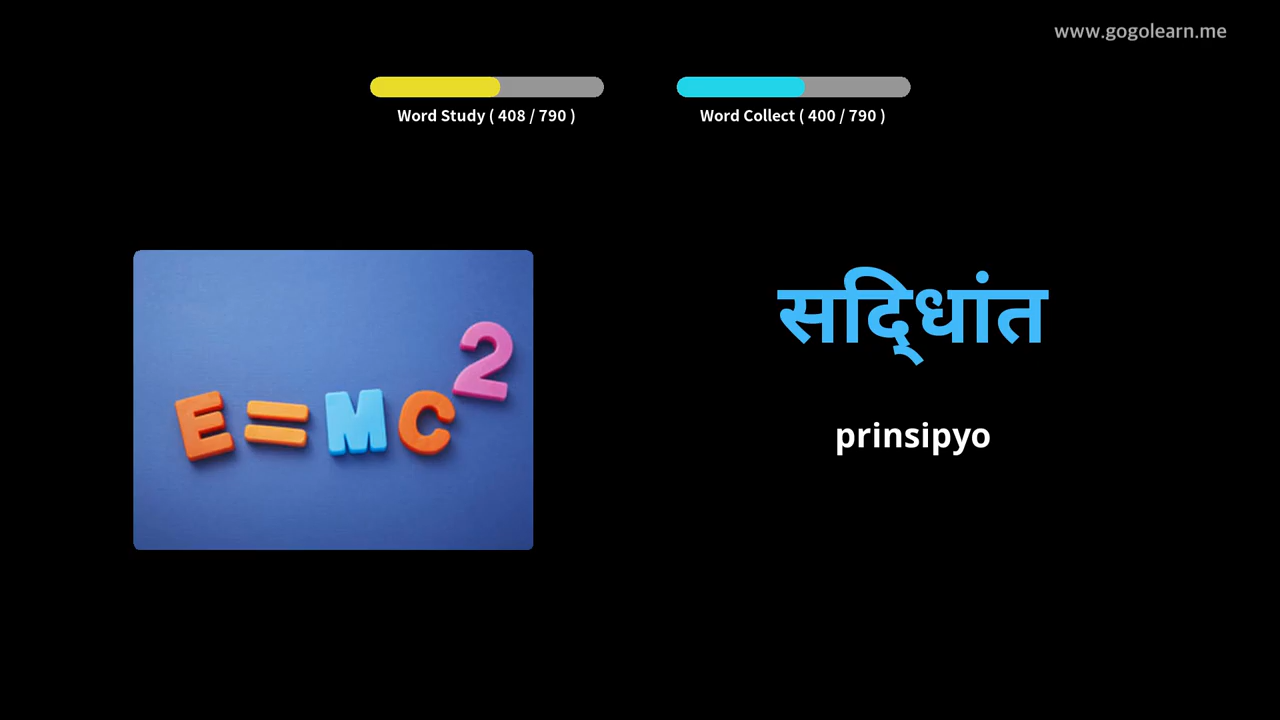 www.gogolearn.me
Word Study ( 408 / 790 )
Word Collect ( 400 / 790 )
E=MC2
सद्िधांत
prinsipyo